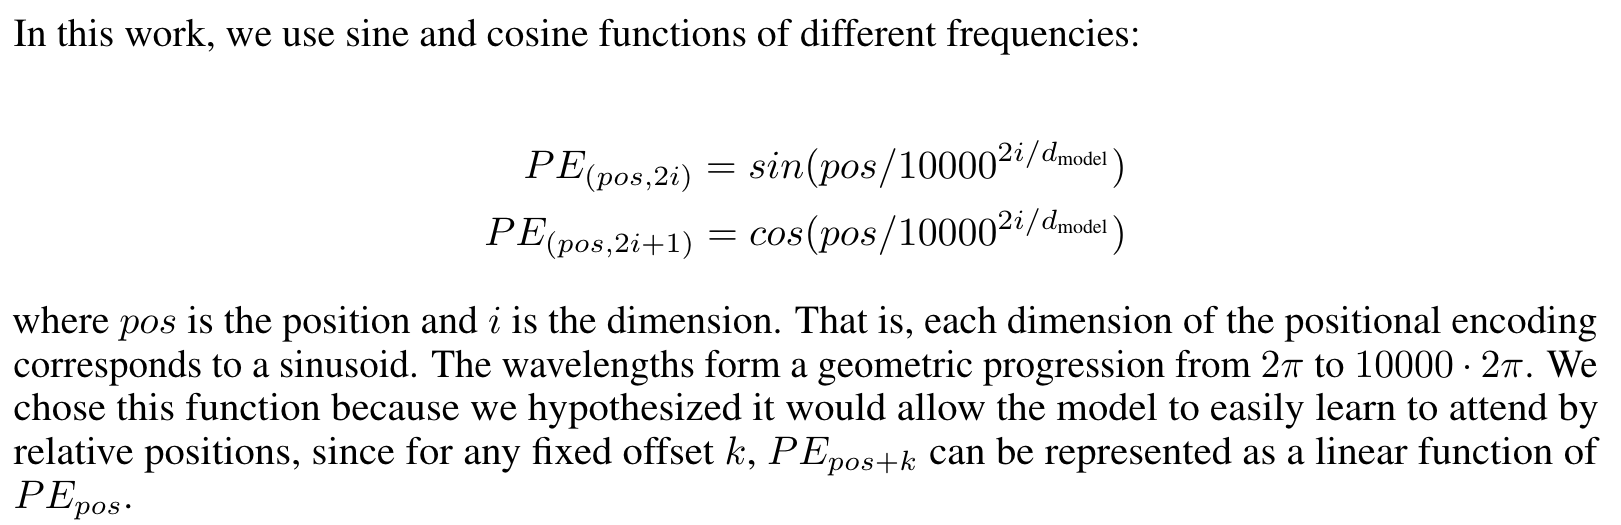 In this work, we use sine and cosine functions of different frequencies:
$PE_{(pos,2i)} = sin(pos/10000^{2i/d_{\text{model}}})$
$PE_{(pos,2i+1)} = cos(pos/10000^{2i/d_{\text{model}}})$
where $pos$ is the position and $i$ is the dimension. That is, each dimension of the positional encoding
corresponds to a sinusoid. The wavelengths form a geometric progression from $2\pi$ to $10000 \cdot 2\pi$. We
chose this function because we hypothesized it would allow the model to easily learn to attend by
relative positions, since for any fixed offset $k$, $PE_{pos+k}$ can be represented as a linear function of
$PE_{pos}$.